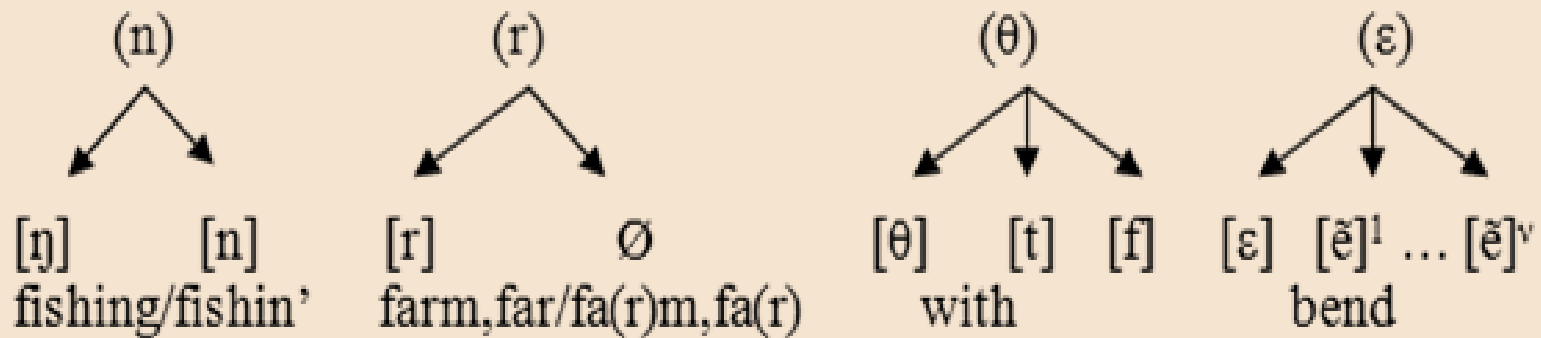 (n) (r) (θ) (ε)
[ŋ] [n] [r] Ø [θ] [t] [f] [ε] [ẽ]¹ … [ẽ]ᵛ
fishing/fishin’ farm,far/fa(r)m,fa(r) with bend